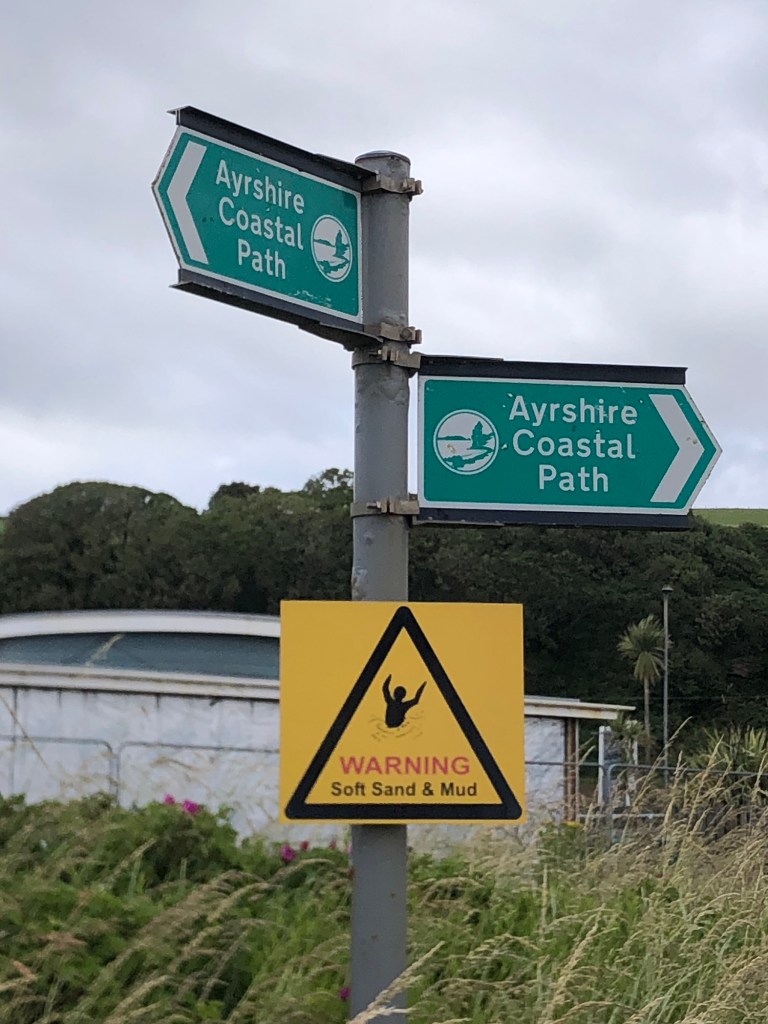 Ayrshire
Coastal
Path
Ayrshire
Coastal
Path
WARNING
Soft Sand & Mud